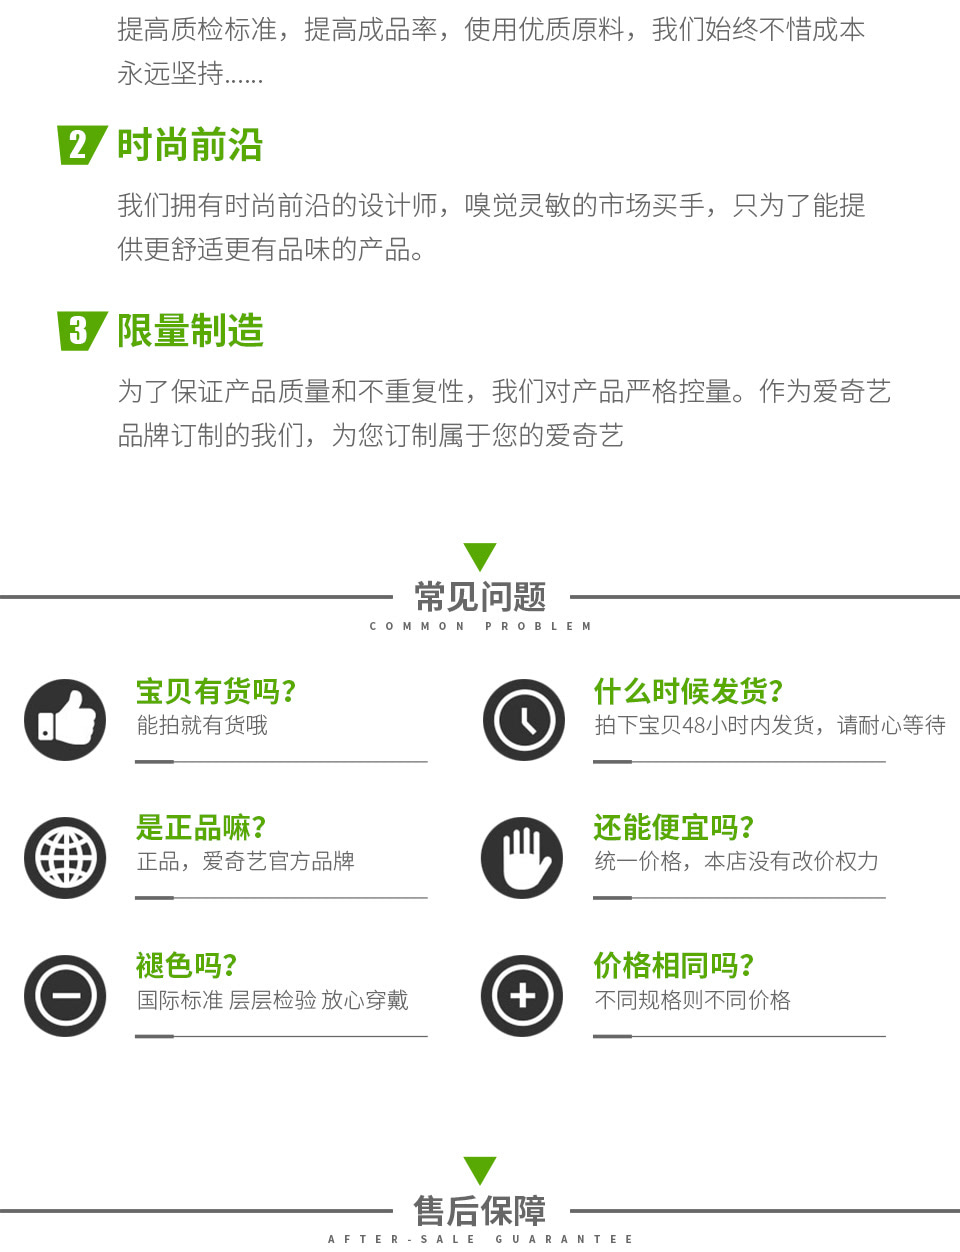 提高质检标准，提高成品率，使用优质原料，我们始终不惜成本
永远坚持......
2 时尚前沿
我们拥有时尚前沿的设计师，嗅觉灵敏的市场买手，只为了能提
供更舒适更有品味的产品。
3 限量制造
为了保证产品质量和不重复性，我们对产品严格控量。作为爱奇艺
品牌订制的我们，为您订制属于您的爱奇艺
常见问题
COMMON PROBLEM
宝贝有货吗？
能拍就有货哦
什么时候发货？
拍下宝贝48小时内发货，请耐心等待
是正品嘛？
正品，爱奇艺官方品牌
还能便宜吗？
统一价格，本店没有改价权力
褪色吗？
国际标准 层层检验 放心穿戴
价格相同吗？
不同规格则不同价格
售后保障
AFTER-SALE GUARANTEE